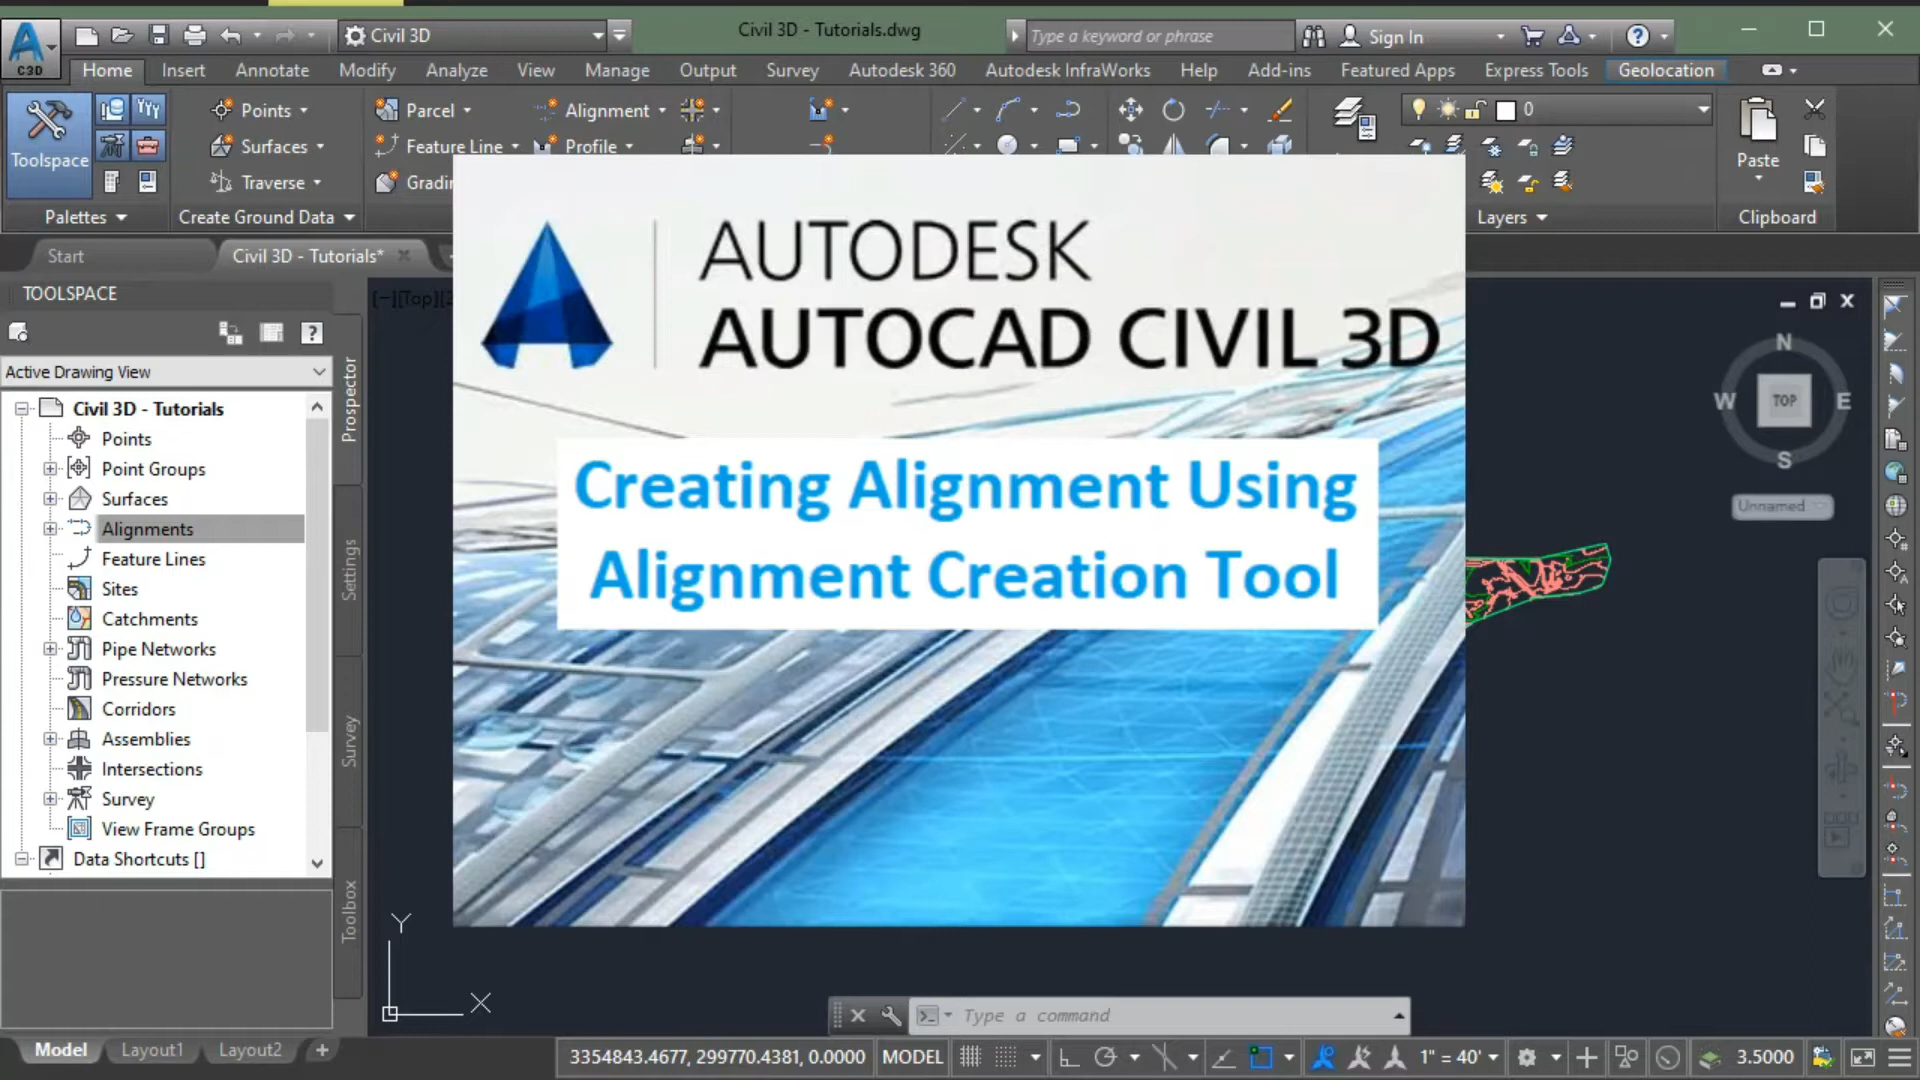 Civil 3D
Civil 3D - Tutorials.dwg
Type a keyword or phrase
Sign In
C3D
Home
Insert
Annotate
Modify
Analyze
View
Manage
Output
Survey
Autodesk 360
Autodesk InfraWorks
Help
Add-ins
Featured Apps
Express Tools
Geolocation
Toolspace
Points
Surfaces
Traverse
Parcel
Feature Line
Alignment
Profile
0
Paste
Palettes
Create Ground Data
Layers
Clipboard
Start
Civil 3D - Tutorials*
TOOLSPACE
Active Drawing View
Civil 3D - Tutorials
Points
Point Groups
Surfaces
Alignments
Feature Lines
Sites
Catchments
Pipe Networks
Pressure Networks
Corridors
Assemblies
Intersections
Survey
View Frame Groups
Data Shortcuts []
Prospector
Settings
Survey
Toolbox
[−][Top]
AUTODESK
AUTOCAD CIVIL 3D
Creating Alignment Using
Alignment Creation Tool
N
W
TOP
E
S
Unnamed
Y
X
Type a command
Model
Layout1
Layout2
+
3354843.4677, 299770.4381, 0.0000
MODEL
1" = 40'
3.5000